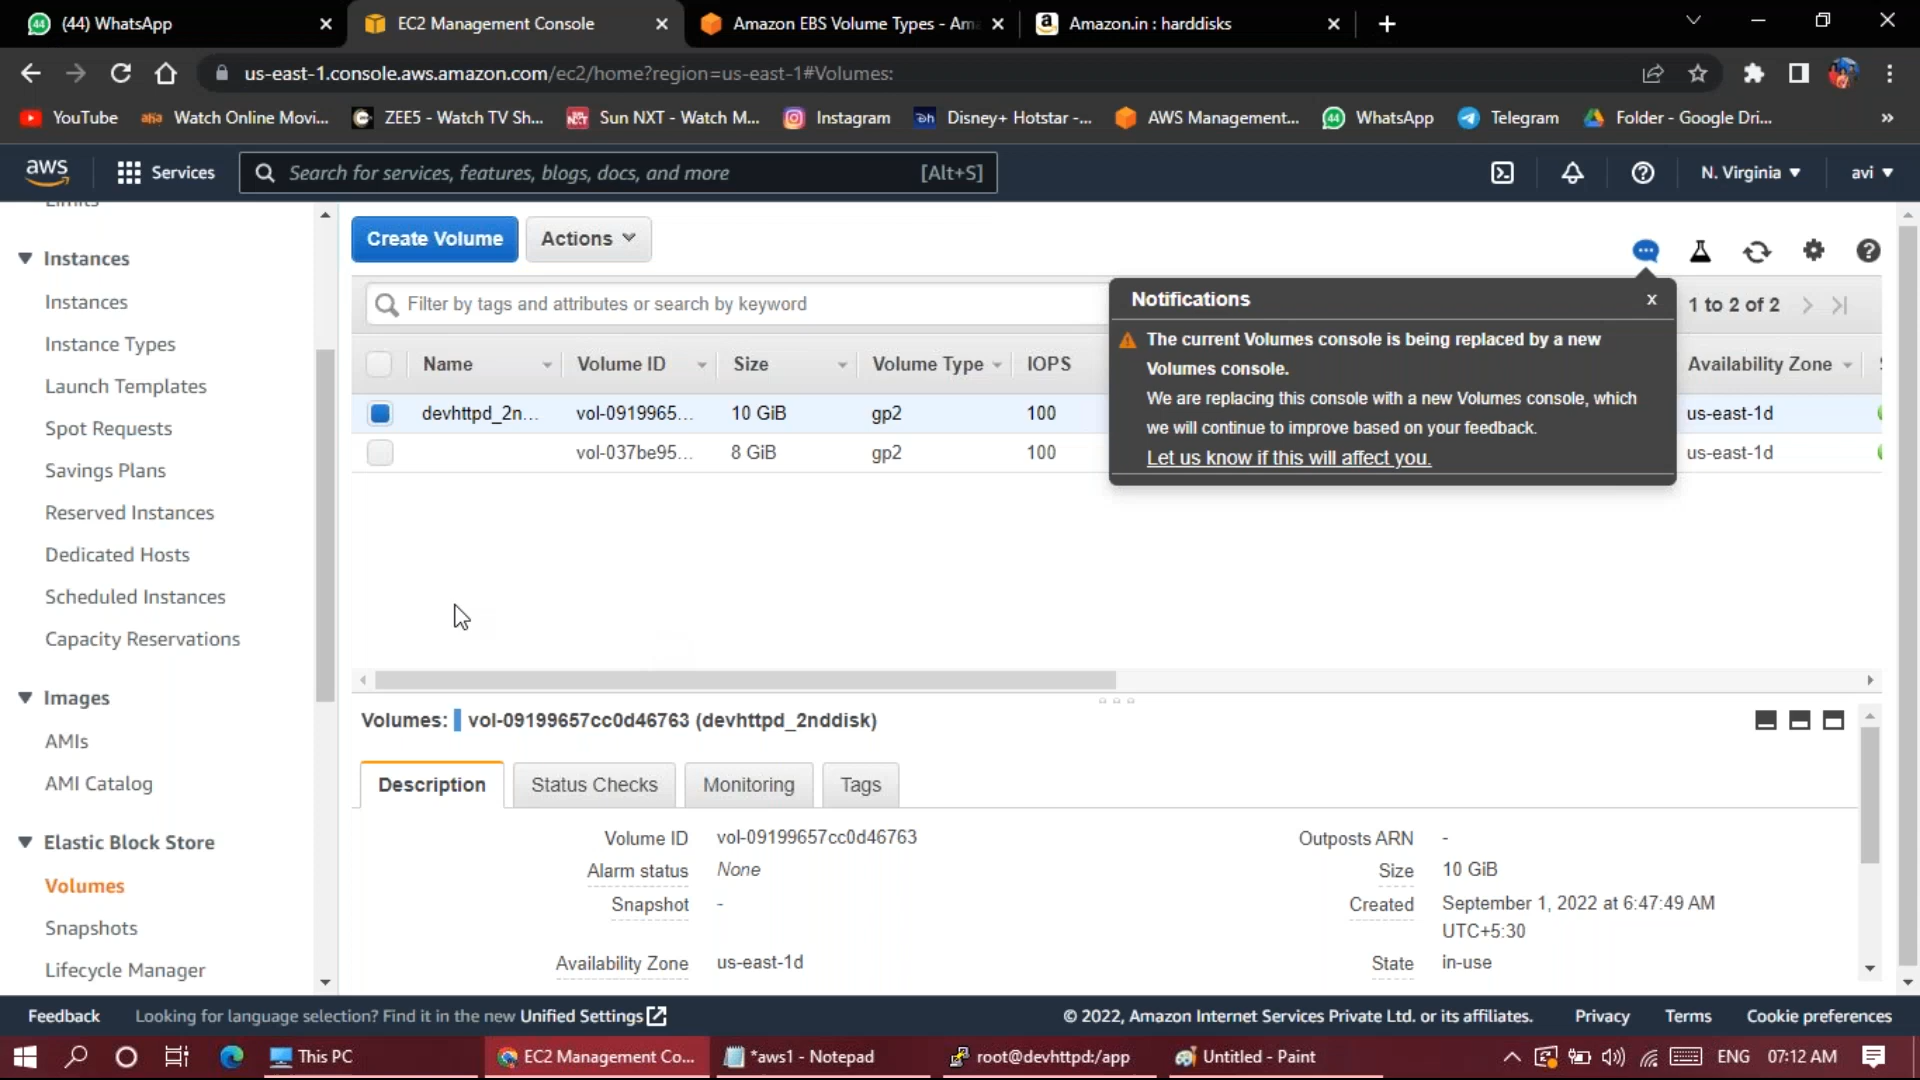 (44) WhatsApp
EC2 Management Console
Amazon EBS Volume Types - Am
Amazon.in : harddisks
us-east-1.console.aws.amazon.com/ec2/home?region=us-east-1#Volumes:
YouTube
Watch Online Movi...
ZEE5 - Watch TV Sh...
Sun NXT - Watch M...
Instagram
Disney+ Hotstar -...
AWS Management...
WhatsApp
Telegram
Folder - Google Dri...
aws
Services
Search for services, features, blogs, docs, and more
[Alt+S]
N. Virginia
avi
Limits
Instances
Instances
Instance Types
Launch Templates
Spot Requests
Savings Plans
Reserved Instances
Dedicated Hosts
Scheduled Instances
Capacity Reservations
Images
AMIs
AMI Catalog
Elastic Block Store
Volumes
Snapshots
Lifecycle Manager
Create Volume
Actions
Filter by tags and attributes or search by keyword
1 to 2 of 2
Name Volume ID Size Volume Type IOPS Availability Zone
devhttpd_2n... vol-0919965... 10 GiB gp2 100 us-east-1d
vol-037be95... 8 GiB gp2 100 us-east-1d
Notifications x
The current Volumes console is being replaced by a new
Volumes console.
We are replacing this console with a new Volumes console, which
we will continue to improve based on your feedback.
Let us know if this will affect you.
Volumes: vol-09199657cc0d46763 (devhttpd_2nddisk)
Description
Status Checks
Monitoring
Tags
Volume ID vol-09199657cc0d46763
Alarm status None
Snapshot -
Availability Zone us-east-1d
Outposts ARN -
Size 10 GiB
Created September 1, 2022 at 6:47:49 AM
UTC+5:30
State in-use
Feedback
Looking for language selection? Find it in the new Unified Settings
© 2022, Amazon Internet Services Private Ltd. or its affiliates.
Privacy
Terms
Cookie preferences
This PC
EC2 Management Co...
*aws1 - Notepad
root@devhttpd:/app
Untitled - Paint
ENG
07:12 AM